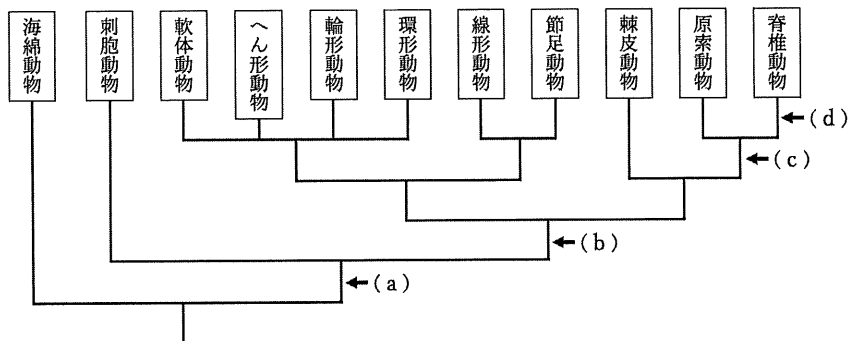 海綿動物
刺胞動物
軟体動物
へん形動物
輪形動物
環形動物
線形動物
節足動物
棘皮動物
原索動物
脊椎動物
(d)
(c)
(b)
(a)